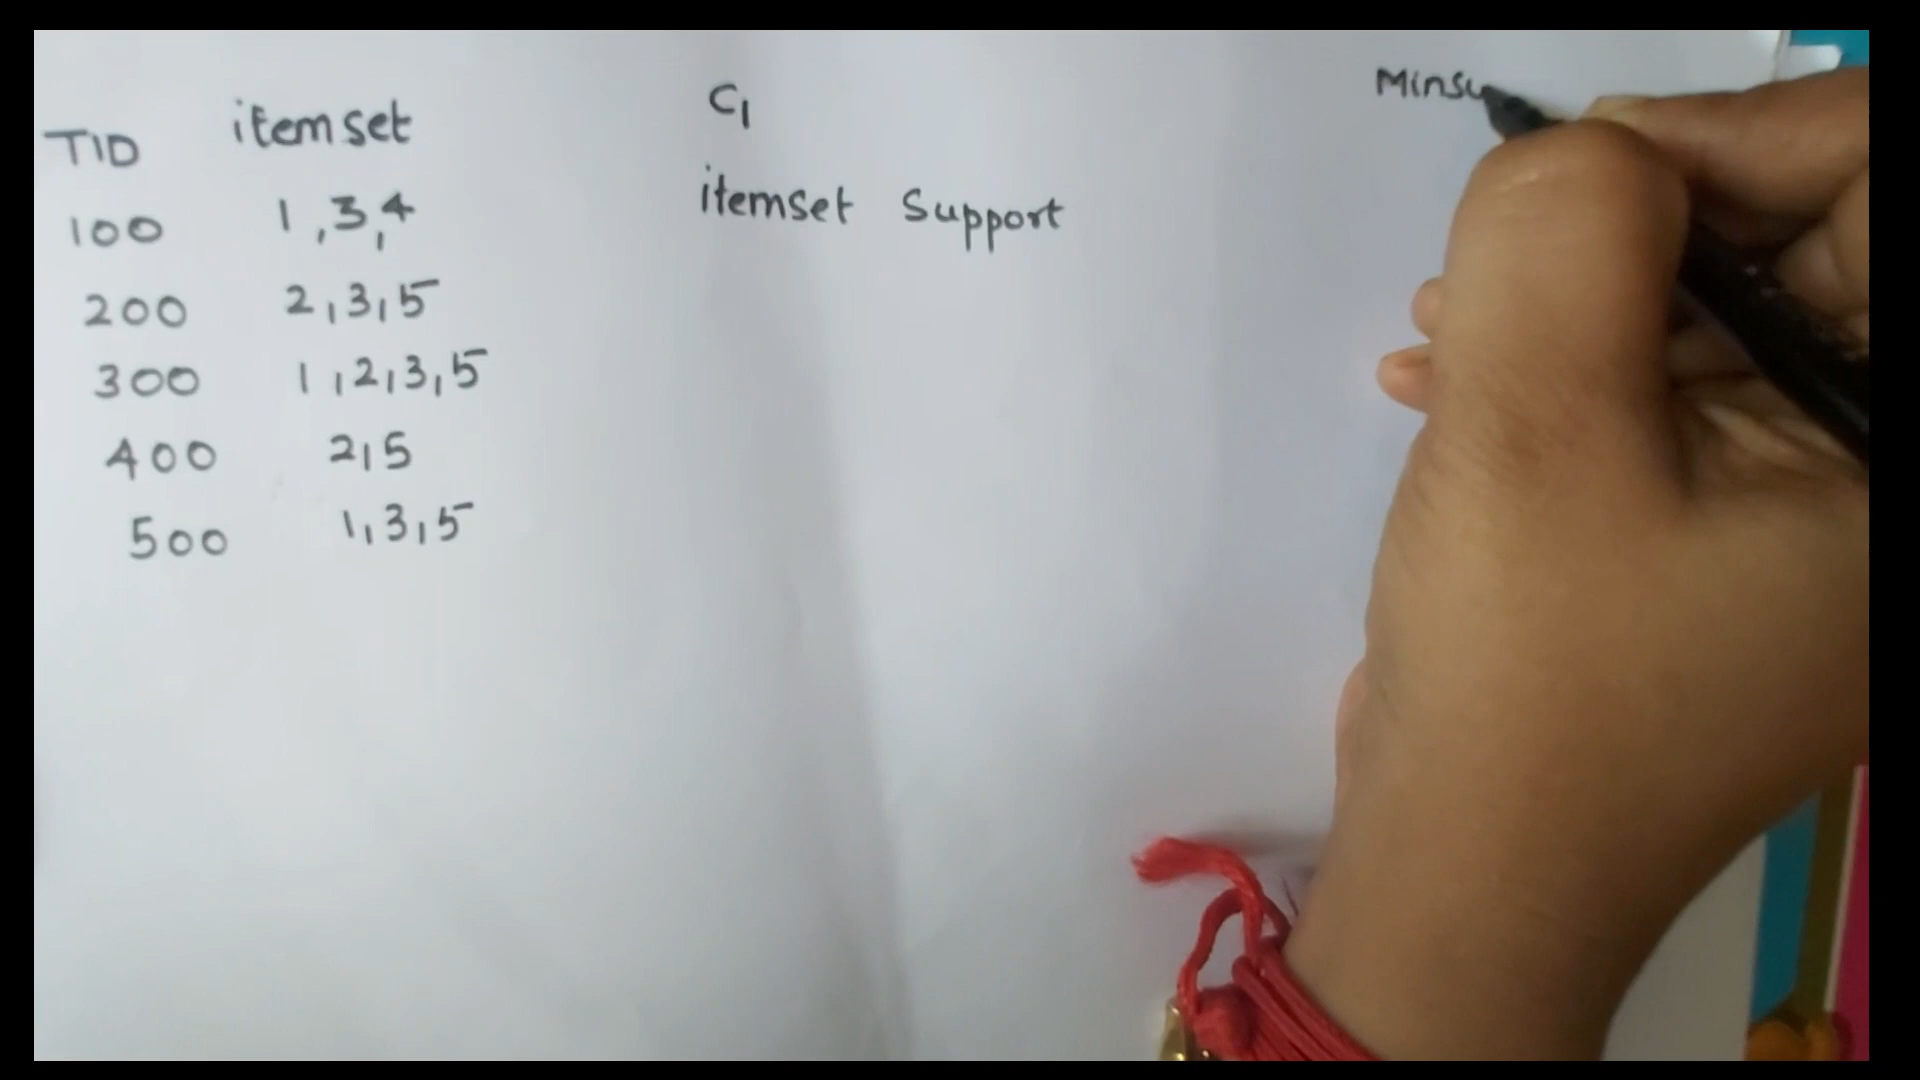 TID itemset
100 1,3,4
200 2,3,5
300 1,2,3,5
400 2,5
500 1,3,5
C1
itemset Support
Minsu